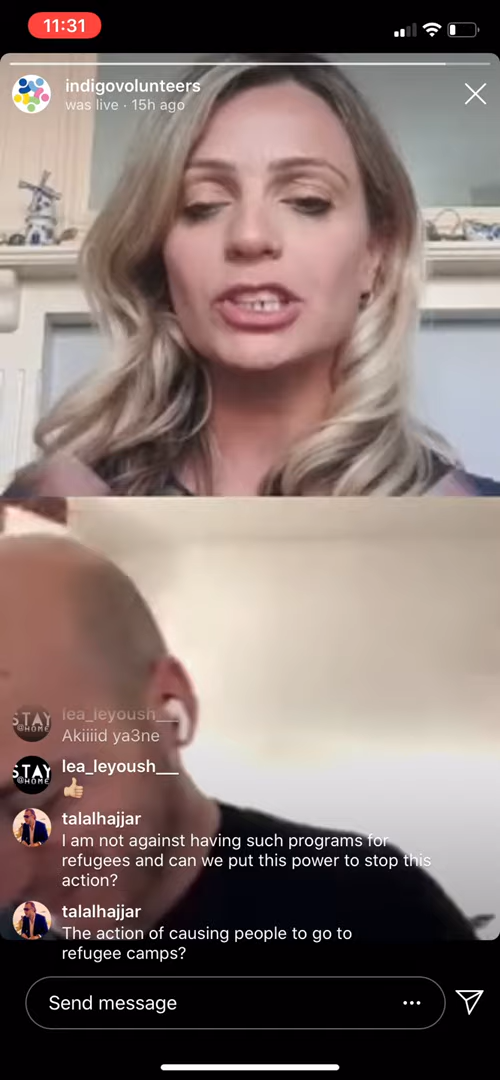 11:31
indigovolunteers
was live · 15h ago
lea_leyoush__
Akiiiid ya3ne
STAY
@HOME
lea_leyoush__
👍🏼
STAY
@HOME
talalhajjar
I am not against having such programs for
refugees and can we put this power to stop this
action?
talalhajjar
The action of causing people to go to
refugee camps?
Send message